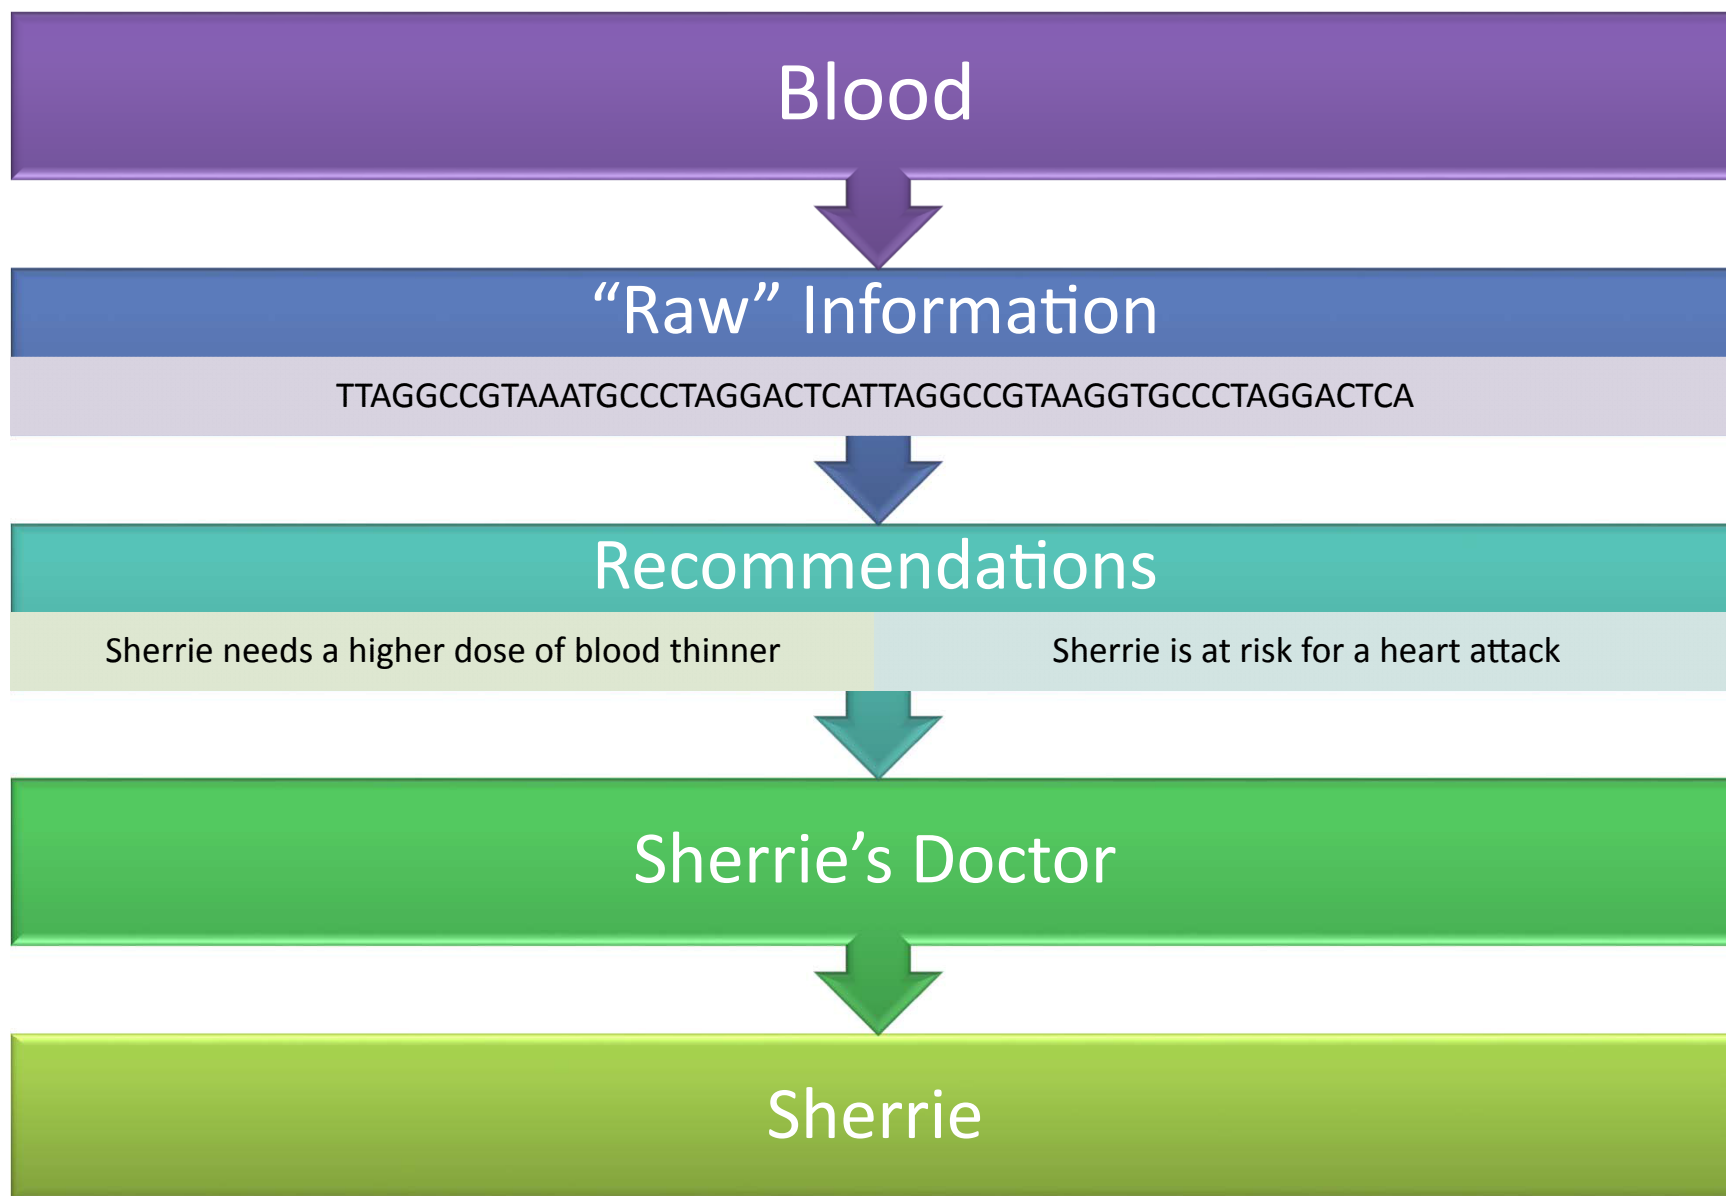 Blood
“Raw” Information
TTAGGCCGTAAATGCCCTAGGACTCATTAGGCCGTAAGGTGCCCTAGGACTCA
Recommendations
Sherrie needs a higher dose of blood thinner
Sherrie is at risk for a heart attack
Sherrie’s Doctor
Sherrie